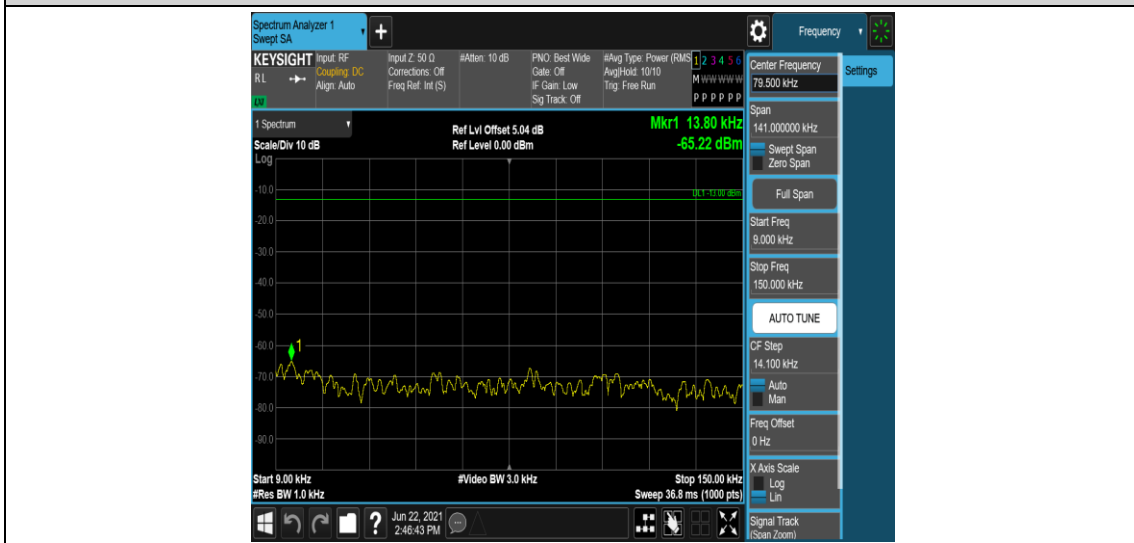 Spectrum Analyzer 1
Swept SA
+
Frequency
KEYSIGHT
RL
Input: RF
Coupling: DC
Align: Auto
Input Z: 50 Ω
Corrections: Off
Freq Ref: Int (S)
#Atten: 10 dB
PNO: Best Wide
Gate: Off
IF Gain: Low
Sig Track: Off
#Avg Type: Power (RMS
Avg|Hold: 10/10
Trig: Free Run
1 2 3 4 5 6
M W W W W W
P P P P P P
1 Spectrum
Scale/Div 10 dB
Log
Ref Lvl Offset 5.04 dB
Ref Level 0.00 dBm
Mkr1 13.80 kHz
-65.22 dBm
DL1 -13.00 dBm
-10.0
-20.0
-30.0
-40.0
-50.0
-60.0
-70.0
-80.0
-90.0
1
Start 9.00 kHz
#Res BW 1.0 kHz
#Video BW 3.0 kHz
Stop 150.00 kHz
Sweep 36.8 ms (1000 pts)
Center Frequency
79.500 kHz
Settings
Span
141.000000 kHz
Swept Span
Zero Span
Full Span
Start Freq
9.000 kHz
Stop Freq
150.000 kHz
AUTO TUNE
CF Step
14.100 kHz
Auto
Man
Freq Offset
0 Hz
X Axis Scale
Log
Lin
Signal Track
(Span Zoom)
?
Jun 22, 2021
2:46:43 PM